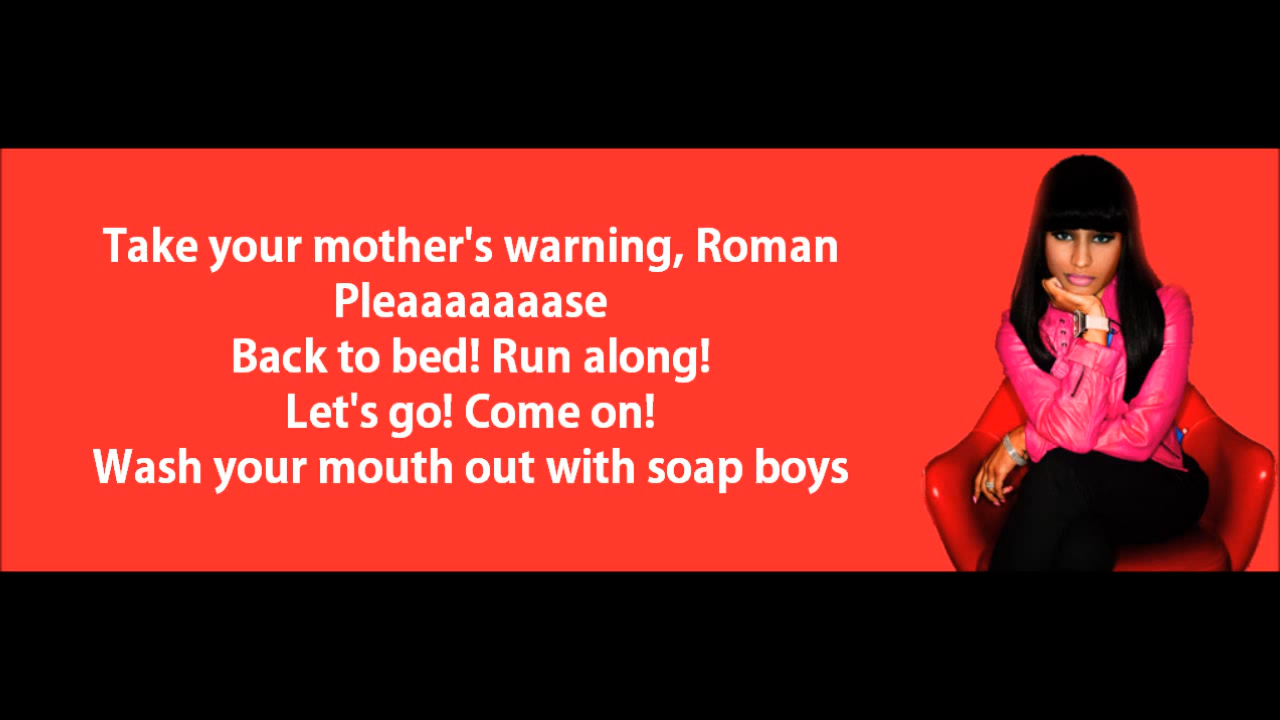 Take your mother's warning, Roman
Pleaaaaaaase
Back to bed! Run along!
Let's go! Come on!
Wash your mouth out with soap boys